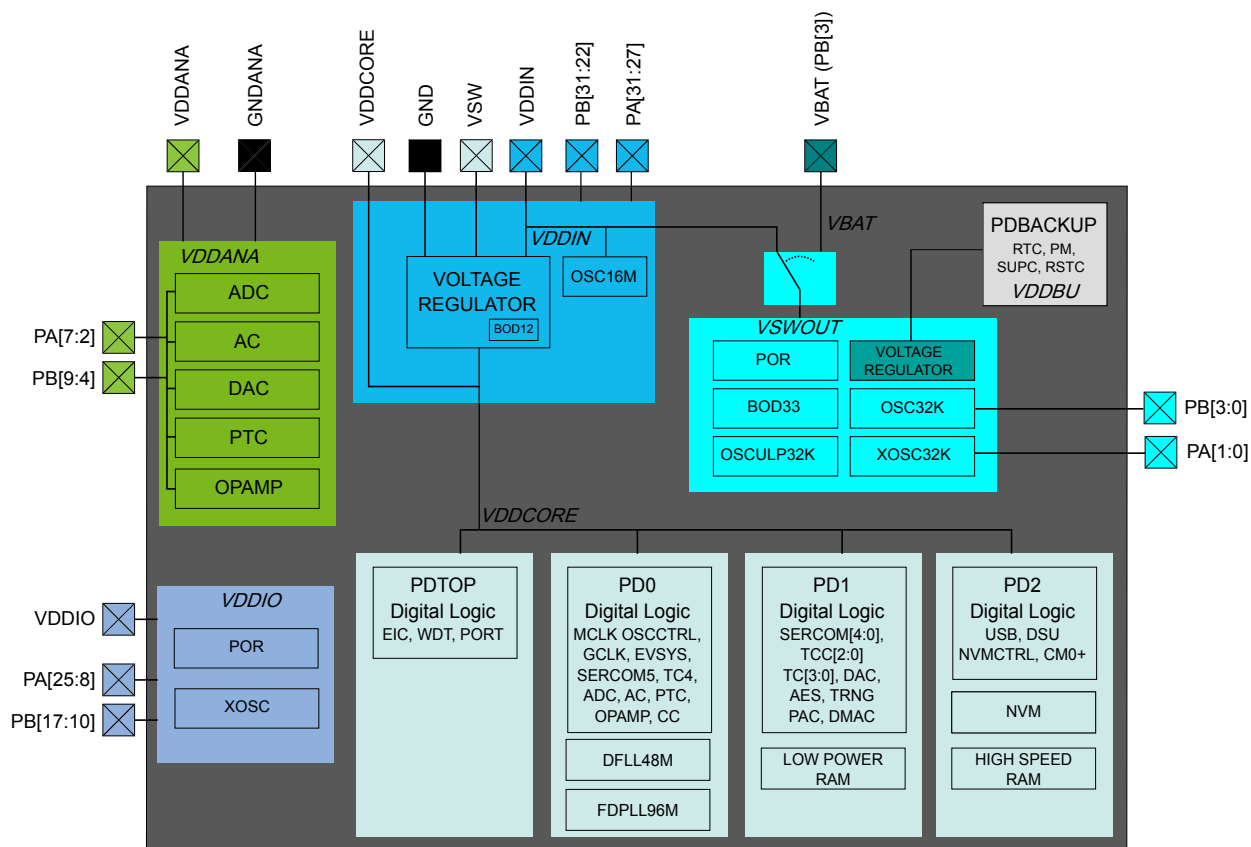 VDDANA
GNDANA
VDDCORE
GND
VSW
VDDIN
PB[31:22]
PA[31:27]
VBAT (PB[3])
VDDANA
ADC
AC
DAC
PTC
OPAMP
PA[7:2]
PB[9:4]
VDDIN
VOLTAGE
REGULATOR
BOD12
OSC16M
VBAT
PDBACKUP
RTC, PM,
SUPC, RSTC
VDDBU
VSWOUT
POR
VOLTAGE
REGULATOR
BOD33
OSC32K
OSCULP32K
XOSC32K
PB[3:0]
PA[1:0]
VDDCORE
VDDIO
PA[25:8]
PB[17:10]
VDDIO
POR
XOSC
PDTOP
Digital Logic
EIC, WDT, PORT
PD0
Digital Logic
MCLK OSCCTRL,
GCLK, EVSYS,
SERCOM5, TC4,
ADC, AC, PTC,
OPAMP, CC
DFLL48M
FDPLL96M
PD1
Digital Logic
SERCOM[4:0],
TCC[2:0]
TC[3:0], DAC,
AES, TRNG
PAC, DMAC
LOW POWER
RAM
PD2
Digital Logic
USB, DSU
NVMCTRL, CM0+
NVM
HIGH SPEED
RAM